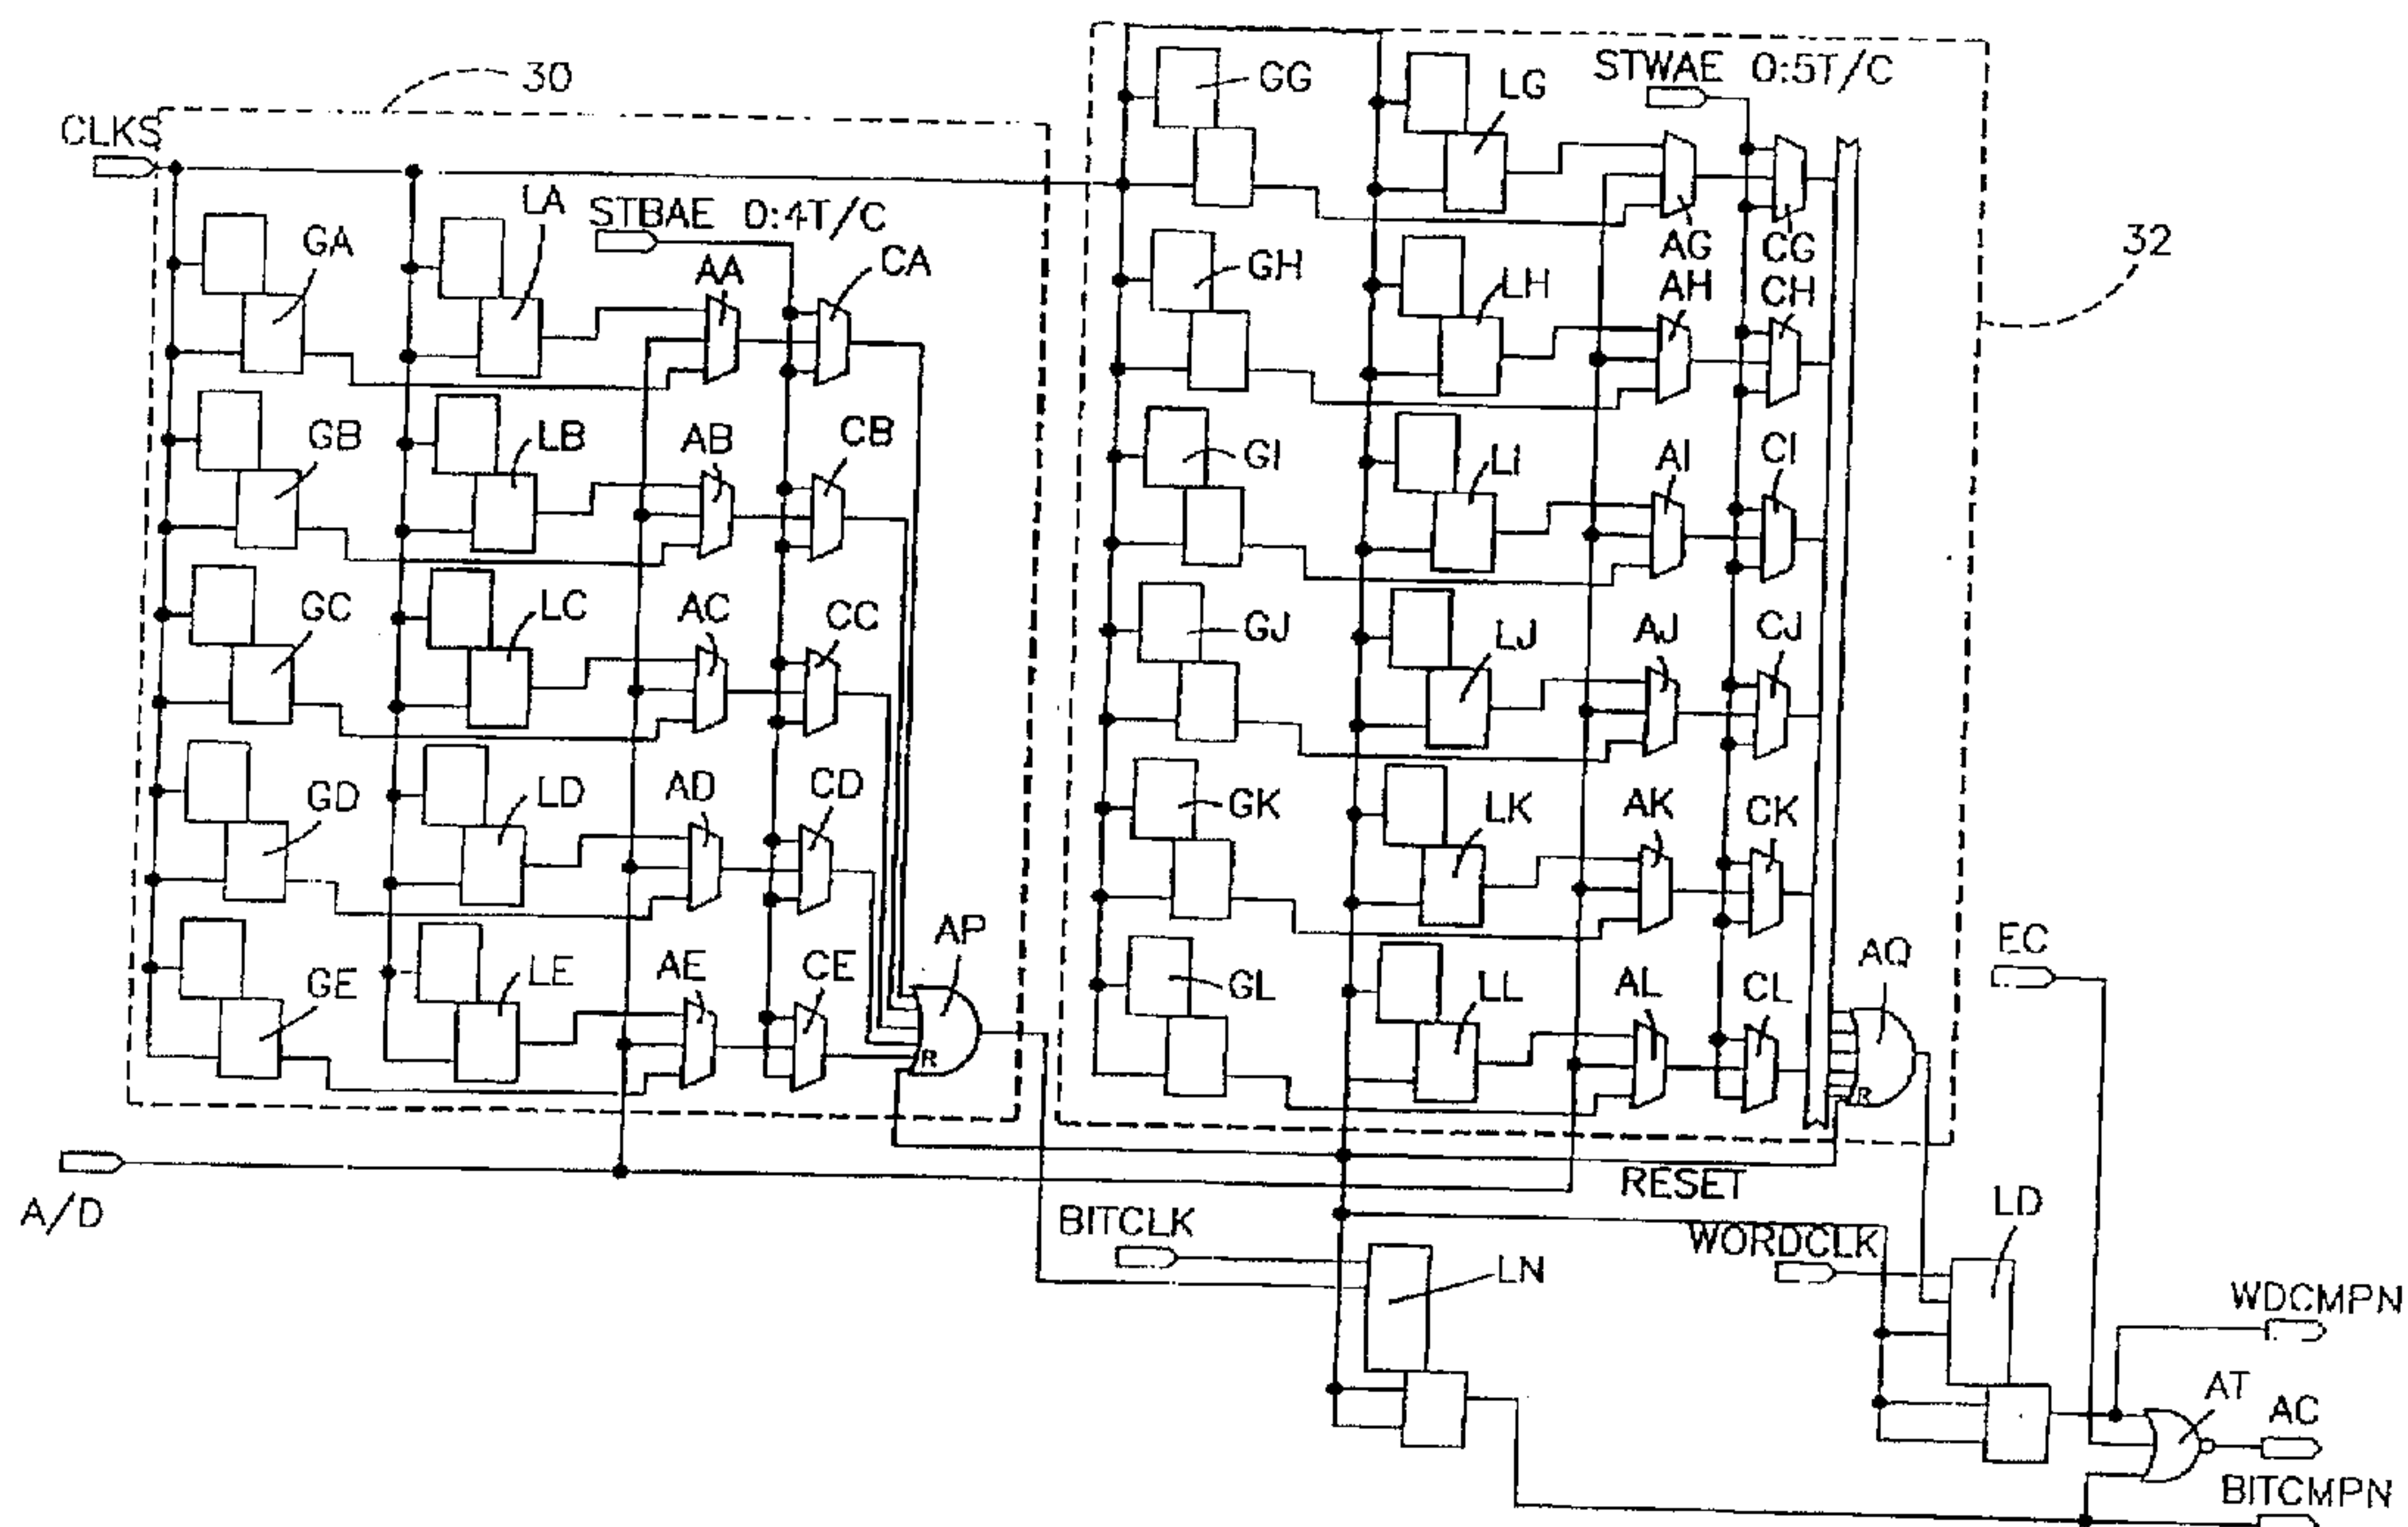 30
CLKS
STBAE 0:4T/C
GA
LA
AA
CA
GB
LB
AB
CB
GC
LC
AC
CC
GD
LD
AD
CD
GE
LE
AE
CE
AP
R
A/D
STWAE 0:5T/C
32
GG
LG
AG
CG
GH
LH
AH
CH
GI
LI
AI
CI
GJ
LJ
AJ
CJ
GK
LK
AK
CK
GL
LL
AL
CL
AQ
R
EC
RESET
BITCLK
LN
WORDCLK
LD
WDCMPN
AT
AC
BITCMPN